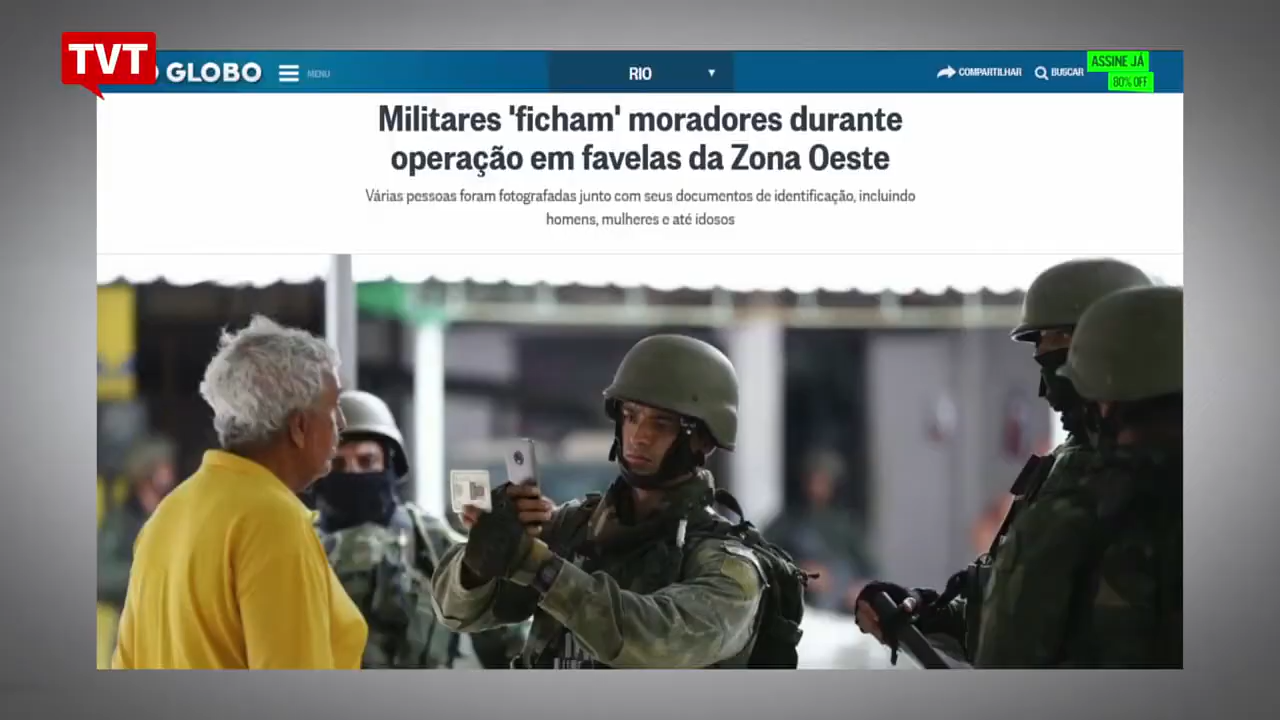 TVT
GLOBO
MENU
RIO
COMPARTILHAR
BUSCAR
ASSINE JÁ
80% OFF
Militares 'ficham' moradores durante
operação em favelas da Zona Oeste
Várias pessoas foram fotografadas junto com seus documentos de identificação, incluindo
homens, mulheres e até idosos